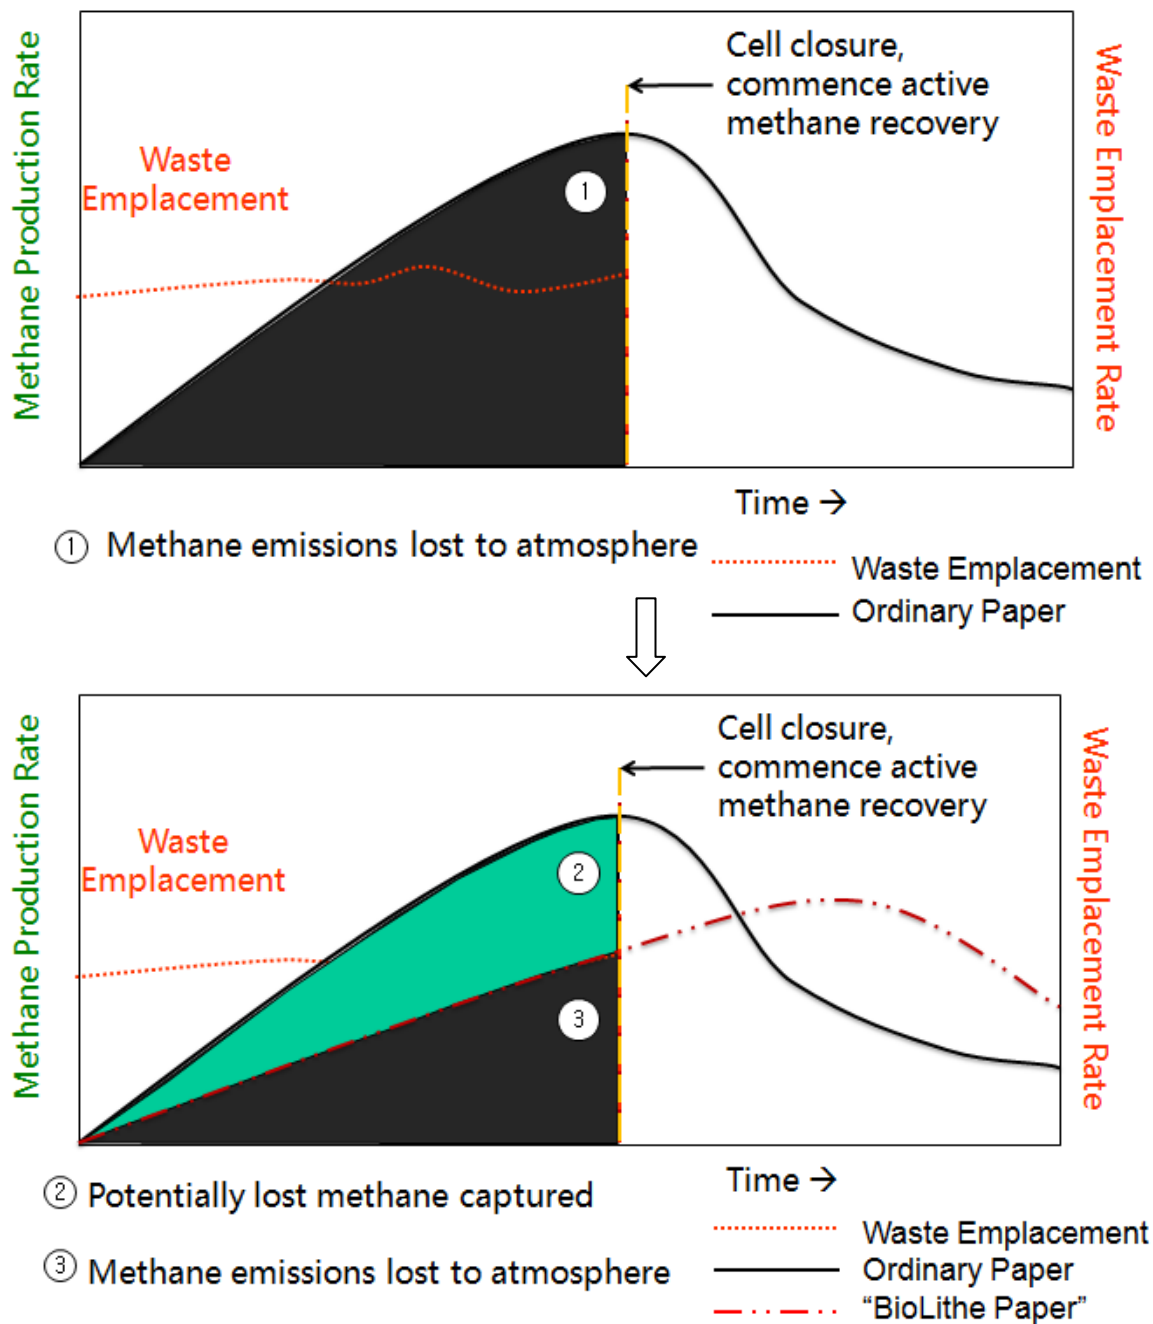 Methane Production Rate
Waste Emplacement Rate
Cell closure,
commence active
methane recovery
Waste
Emplacement
1
Time →
1 Methane emissions lost to atmosphere
Waste Emplacement
Ordinary Paper
Methane Production Rate
Waste Emplacement Rate
Cell closure,
commence active
methane recovery
Waste
Emplacement
2
3
Time →
2 Potentially lost methane captured
3 Methane emissions lost to atmosphere
Waste Emplacement
Ordinary Paper
“BioLithe Paper”